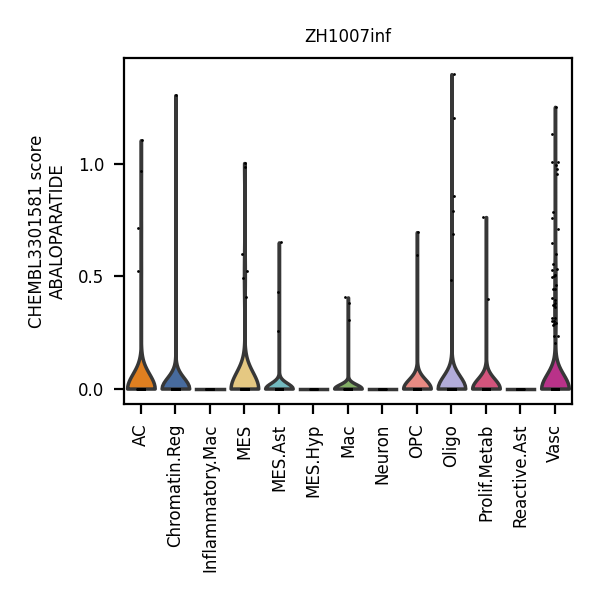 ZH1007inf
CHEMBL3301581 score
ABALOPARATIDE
1.0
0.5
0.0
AC
Chromatin.Reg
Inflammatory.Mac
MES
MES.Ast
MES.Hyp
Mac
Neuron
OPC
Oligo
Prolif.Metab
Reactive.Ast
Vasc